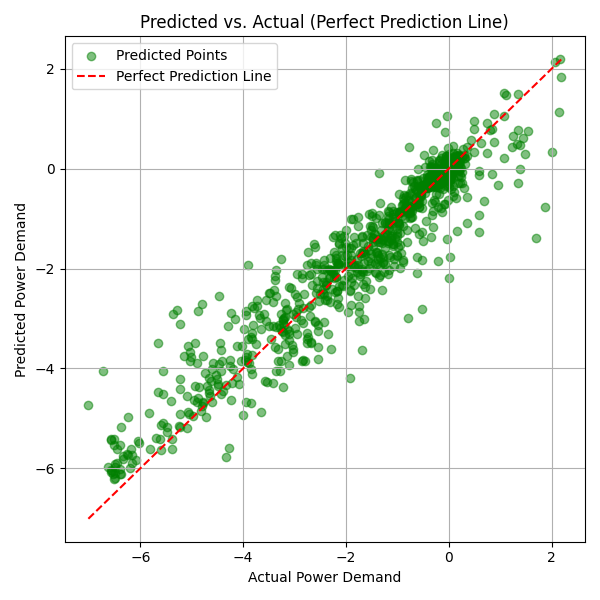 Predicted vs. Actual (Perfect Prediction Line)
Predicted Points
Perfect Prediction Line
2
0
−2
−4
−6
Predicted Power Demand
−6 −4 −2 0 2
Actual Power Demand